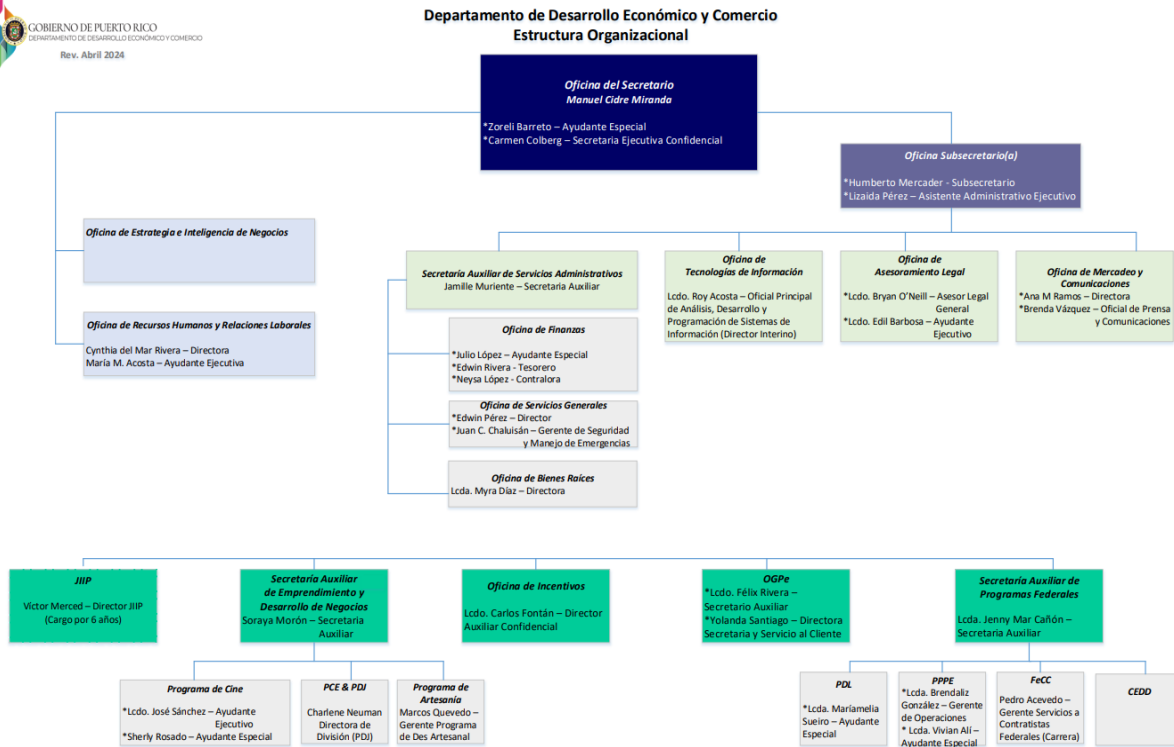 GOBIERNO DE PUERTO RICO
DEPARTAMENTO DE DESARROLLO ECONÓMICO Y COMERCIO
Rev. Abril 2024
Departamento de Desarrollo Económico y Comercio
Estructura Organizacional
Oficina del Secretario
Manuel Cidre Miranda
*Zoreli Barreto – Ayudante Especial
*Carmen Colberg – Secretaria Ejecutiva Confidencial
Oficina Subsecretario(a)
*Humberto Mercader - Subsecretario
*Lizaida Pérez – Asistente Administrativo Ejecutivo
Oficina de Estrategia e Inteligencia de Negocios
Oficina de Recursos Humanos y Relaciones Laborales
Cynthia del Mar Rivera – Directora
María M. Acosta – Ayudante Ejecutiva
Secretaría Auxiliar de Servicios Administrativos
Jamille Muriente – Secretaria Auxiliar
Oficina de Finanzas
*Julio López – Ayudante Especial
*Edwin Rivera - Tesorero
*Neysa López - Contralora
Oficina de Servicios Generales
*Edwin Pérez – Director
*Juan C. Chaluisán – Gerente de Seguridad
y Manejo de Emergencias
Oficina de Bienes Raíces
Lcda. Myra Díaz – Directora
Oficina de
Tecnologías de Información
Lcdo. Roy Acosta – Oficial Principal
de Análisis, Desarrollo y
Programación de Sistemas de
Información (Director Interino)
Oficina de
Asesoramiento Legal
*Lcdo. Bryan O'Neill – Asesor Legal
General
*Lcdo. Edil Barbosa – Ayudante
Ejecutivo
Oficina de Mercadeo y
Comunicaciones
*Ana M Ramos – Directora
*Brenda Vázquez – Oficial de Prensa
y Comunicaciones
JIIP
Víctor Merced – Director JIIP
(Cargo por 6 años)
Secretaría Auxiliar
de Emprendimiento y
Desarrollo de Negocios
Soraya Morón – Secretaria
Auxiliar
Oficina de Incentivos
Lcdo. Carlos Fontán – Director
Auxiliar Confidencial
OGPe
*Lcdo. Félix Rivera –
Secretario Auxiliar
*Yolanda Santiago – Directora
Secretaria y Servicio al Cliente
Secretaría Auxiliar de
Programas Federales
Lcda. Jenny Mar Cañón –
Secretaria Auxiliar
Programa de Cine
*Lcdo. José Sánchez – Ayudante
Ejecutivo
*Sherly Rosado – Ayudante Especial
PCE & PDJ
Charlene Neuman
Directora de
División (PDJ)
Programa de
Artesanía
Marcos Quevedo –
Gerente Programa
de Des Artesanal
PDL
*Lcda. Maríamelia
Sueiro – Ayudante
Especial
PPPE
*Lcda. Brendaliz
González – Gerente
de Operaciones
* Lcda. Vivian Alí –
Ayudante Especial
FeCC
Pedro Acevedo –
Gerente Servicios a
Contratistas
Federales (Carrera)
CEDD